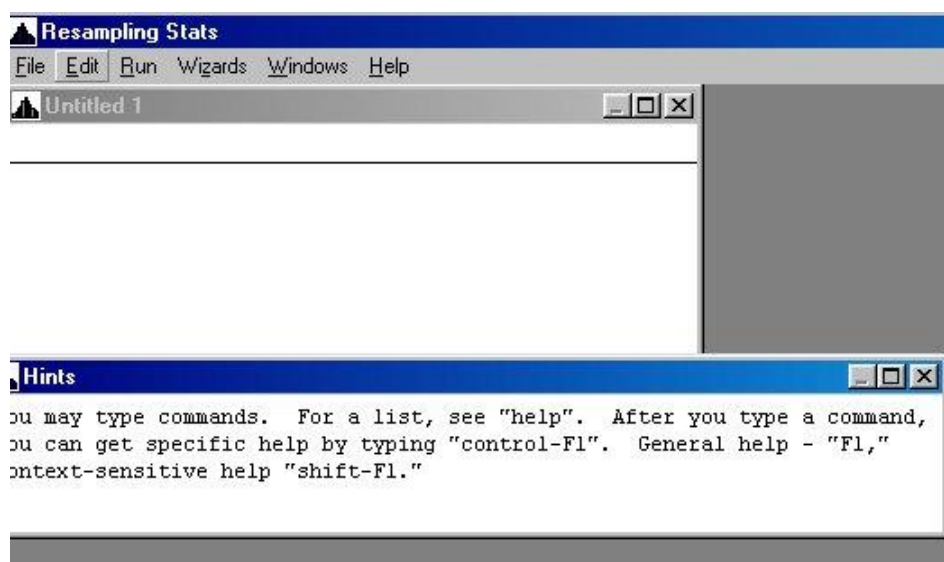 Resampling Stats
File Edit Run Wizards Windows Help
Untitled 1
Hints
ou may type commands.  For a list, see "help".  After you type a command,
ou can get specific help by typing "control-F1".  General help - "F1,"
ontext-sensitive help "shift-F1."